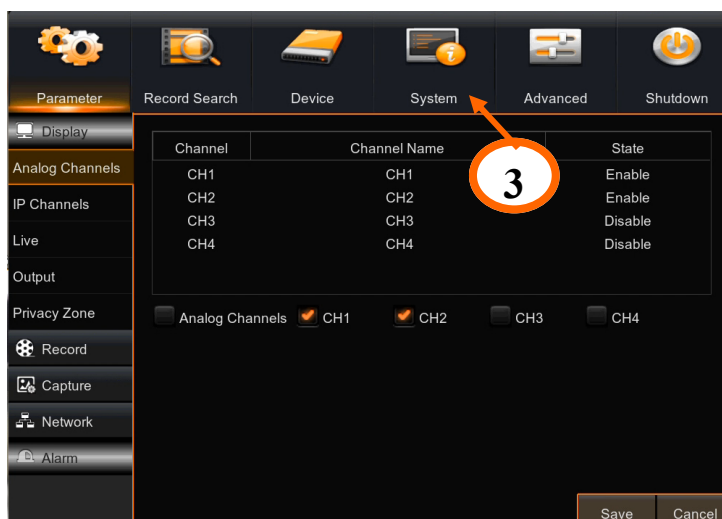 Parameter Record Search Device System Advanced Shutdown
Display
Analog Channels
IP Channels
Live
Output
Privacy Zone
Record
Capture
Network
Alarm
Channel Channel Name State
CH1 CH1 Enable
CH2 CH2 Enable
CH3 CH3 Disable
CH4 CH4 Disable
3
Analog Channels CH1 CH2 CH3 CH4
Save Cancel